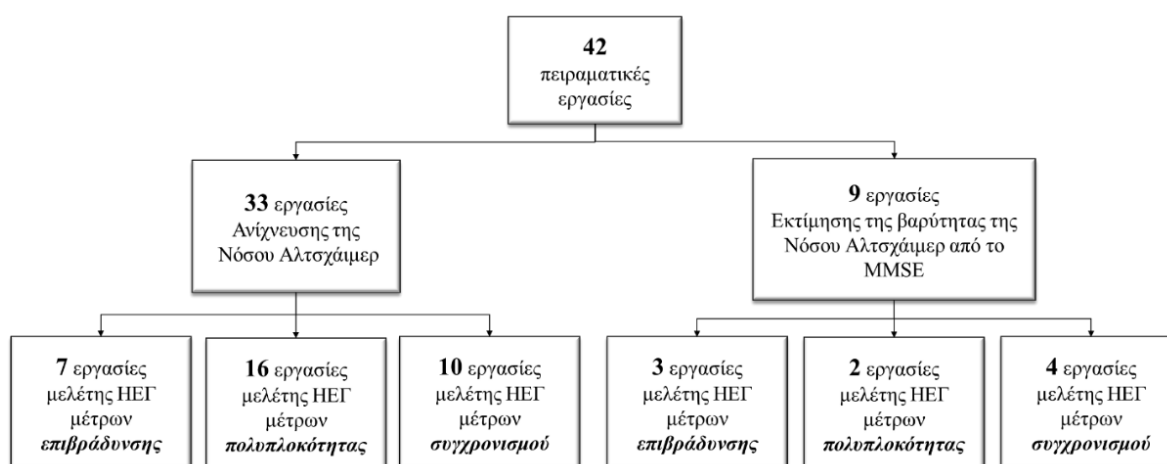 42
πειραματικές
εργασίες
33 εργασίες
Ανίχνευσης της
Νόσου Αλτσχάιμερ
9 εργασίες
Εκτίμησης της βαρύτητας της
Νόσου Αλτσχάιμερ από το
MMSE
7 εργασίες
μελέτης ΗΕΓ
μέτρων
επιβράδυνσης
16 εργασίες
μελέτης ΗΕΓ
μέτρων
πολυπλοκότητας
10 εργασίες
μελέτης ΗΕΓ
μέτρων
συγχρονισμού
3 εργασίες
μελέτης ΗΕΓ
μέτρων
επιβράδυνσης
2 εργασίες
μελέτης ΗΕΓ
μέτρων
πολυπλοκότητας
4 εργασίες
μελέτης ΗΕΓ
μέτρων
συγχρονισμού